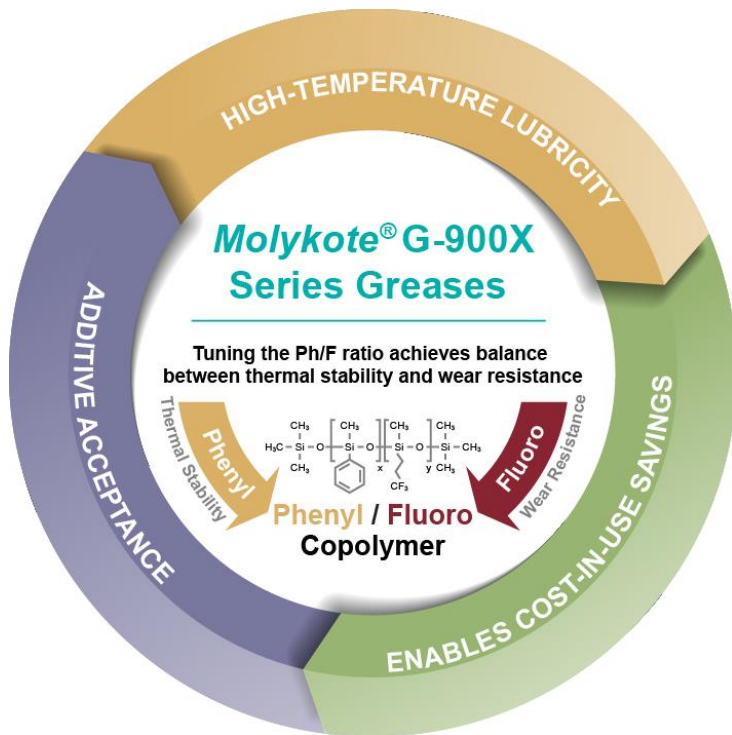 HIGH-TEMPERATURE LUBRICITY
Molykote® G-900X
Series Greases
Tuning the Ph/F ratio achieves balance
between thermal stability and wear resistance
ADDITIVE ACCEPTANCE
ENABLES COST-IN-USE SAVINGS
Thermal Stability
Phenyl
CH₃ CH₃ CH₃ CH₃
H₃C–Si–O–Si–O–Si–O–Si–CH₃
CH₃ x y CH₃
CF₃
Fluoro
Wear Resistance
Phenyl / Fluoro
Copolymer